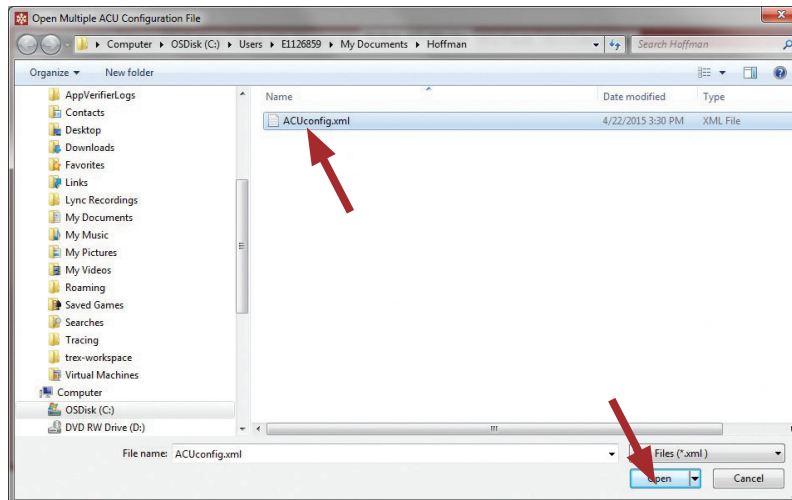 Open Multiple ACU Configuration File
Computer OSDisk (C:) Users E1126859 My Documents Hoffman Search Hoffman
Organize New folder
AppVerifierLogs
Contacts
Desktop
Downloads
Favorites
Links
Lync Recordings
My Documents
My Music
My Pictures
My Videos
Roaming
Saved Games
Searches
Tracing
trex-workspace
Virtual Machines
Computer
OSDisk (C:)
DVD RW Drive (D:)
Name Date modified Type
ACUconfig.xml 4/22/2015 3:30 PM XML File
File name: ACUconfig.xml Files (*.xml )
Open Cancel